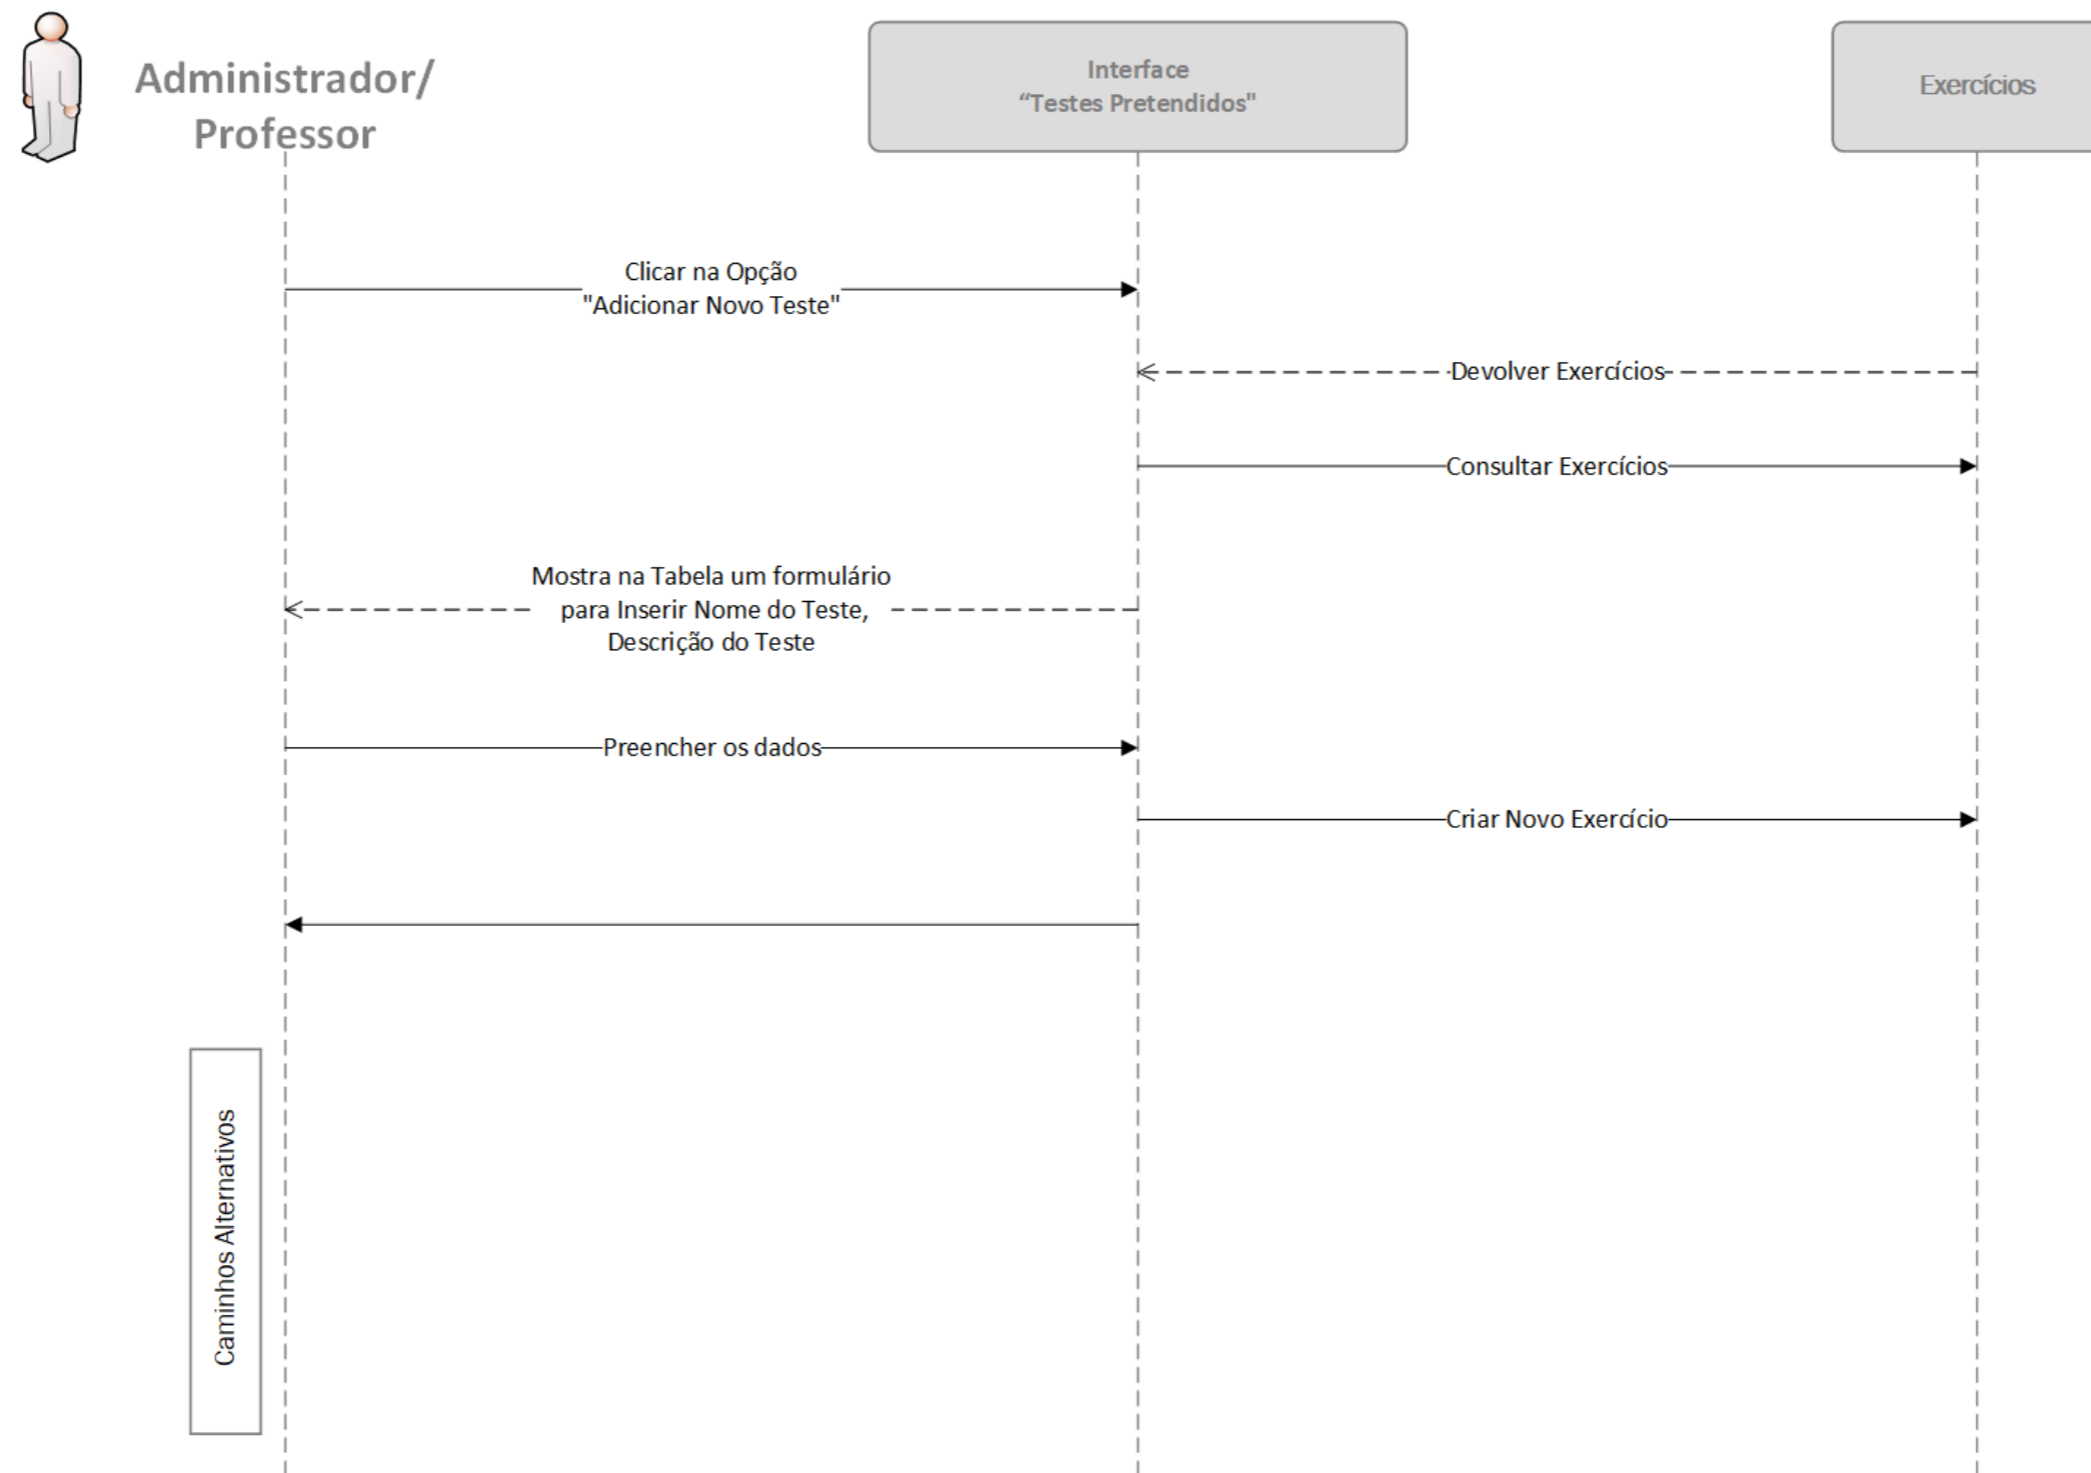 Administrador/
Professor
Interface
“Testes Pretendidos"
Exercícios
Clicar na Opção
"Adicionar Novo Teste"
Devolver Exercícios
Consultar Exercícios
Mostra na Tabela um formulário
para Inserir Nome do Teste,
Descrição do Teste
Preencher os dados
Criar Novo Exercício
Caminhos Alternativos